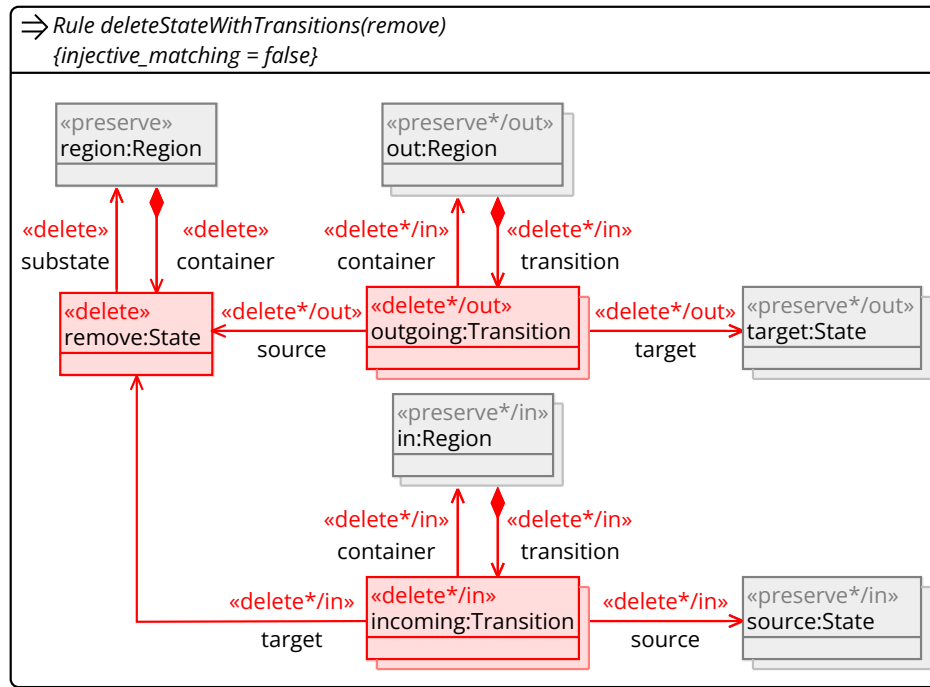 Rule deleteStateWithTransitions(remove)
{injective_matching = false}
«preserve»
region:Region
«preserve*/out»
out:Region
«delete»
substate
«delete»
container
«delete*/in»
container
«delete*/in»
transition
«delete»
remove:State
«delete*/out»
source
«delete*/out»
outgoing:Transition
«delete*/out»
target
«preserve*/out»
target:State
«preserve*/in»
in:Region
«delete*/in»
container
«delete*/in»
transition
«delete*/in»
target
«delete*/in»
incoming:Transition
«delete*/in»
source
«preserve*/in»
source:State